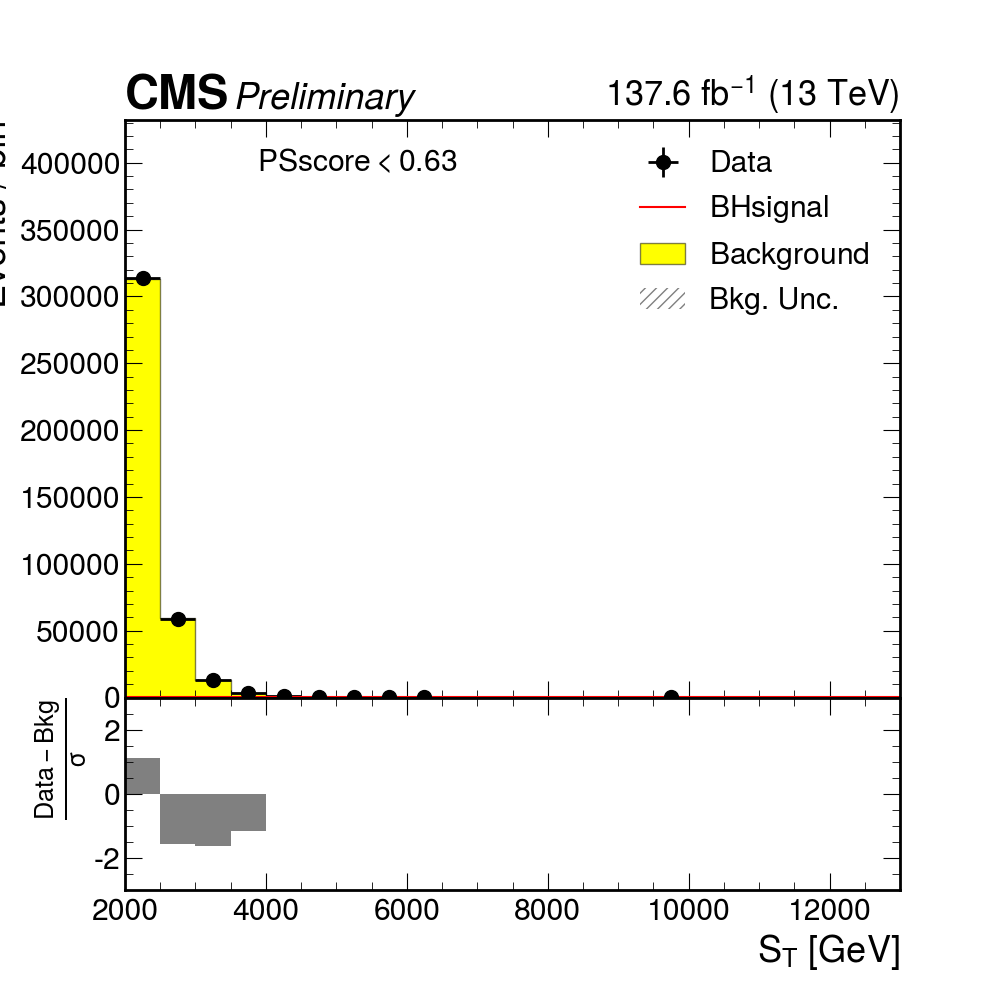 CMS Preliminary
137.6 fb⁻¹ (13 TeV)
PSscore < 0.63
Data
BHsignal
Background
Bkg. Unc.
400000
350000
300000
250000
200000
150000
100000
50000
0
Data − Bkg
σ
2
0
-2
2000 4000 6000 8000 10000 12000
S_T [GeV]